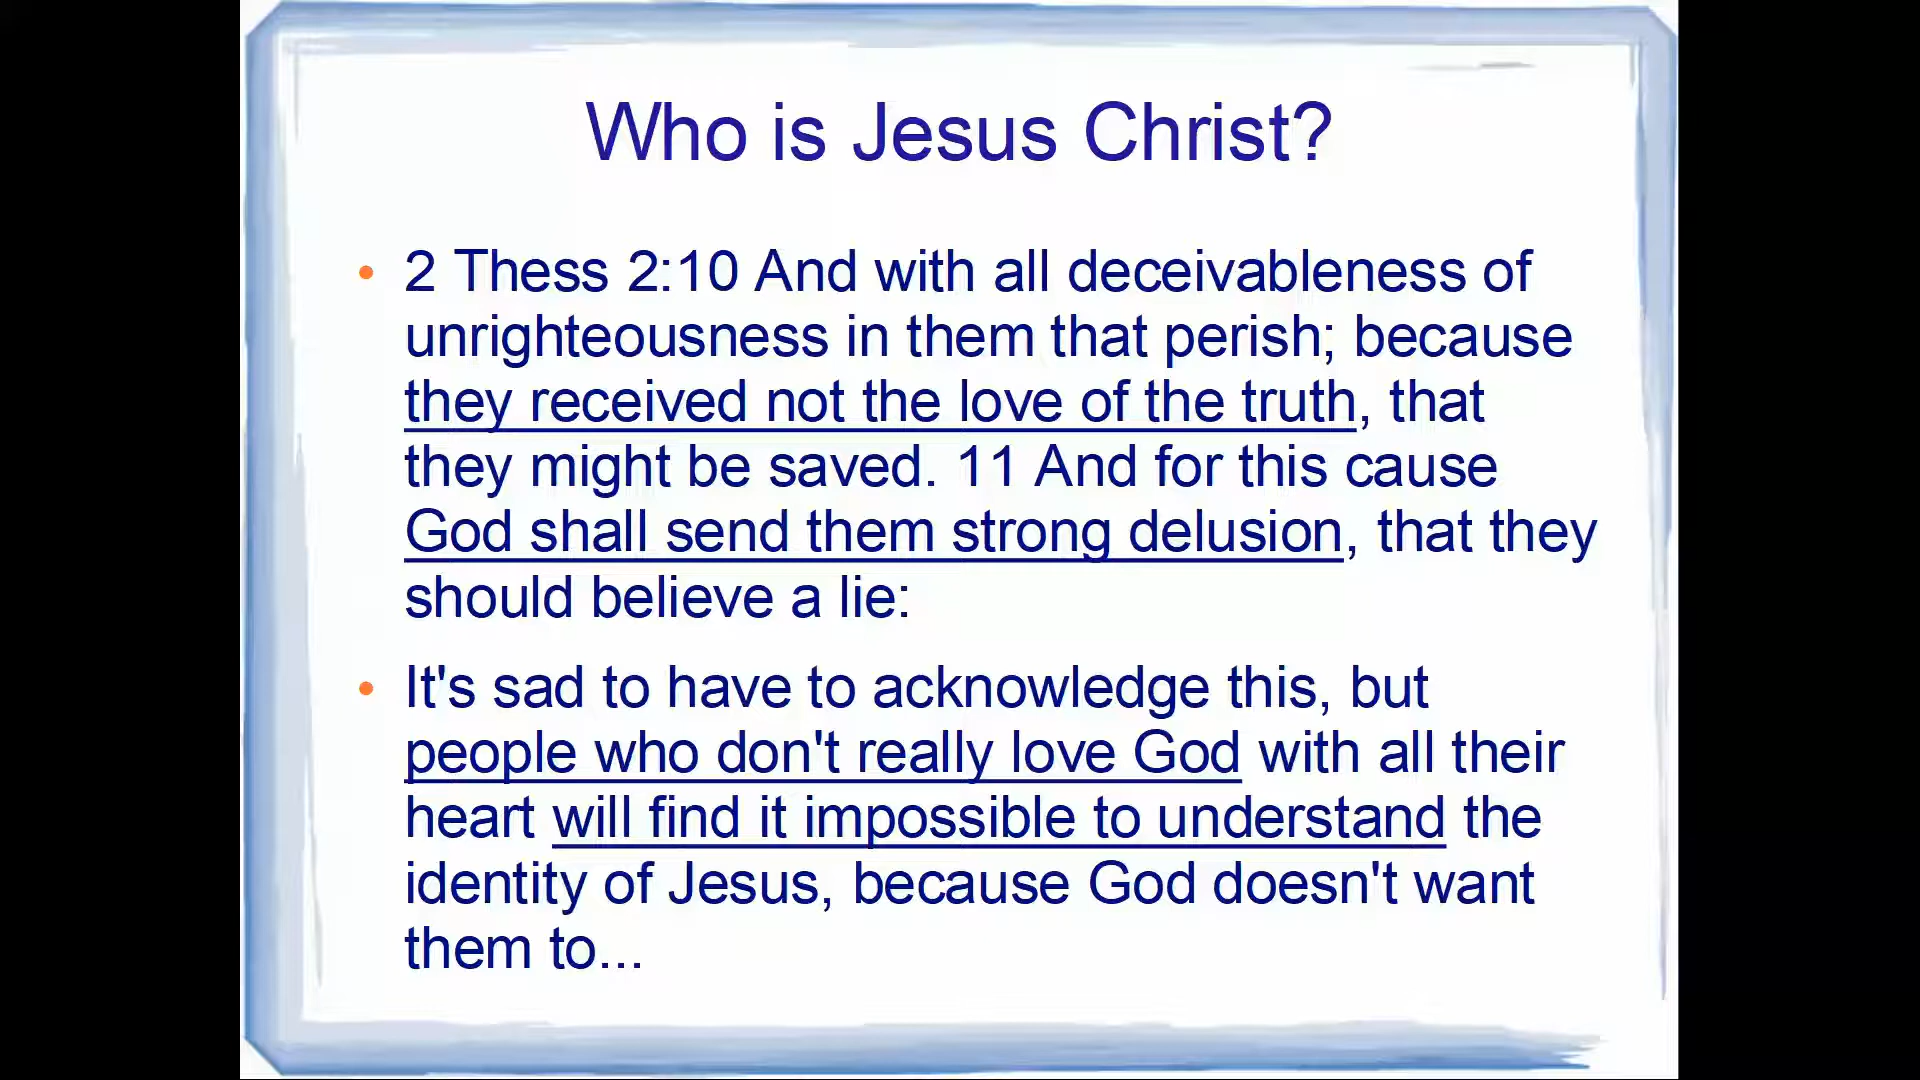 Who is Jesus Christ?
• 2 Thess 2:10 And with all deceivableness of
unrighteousness in them that perish; because
they received not the love of the truth, that
they might be saved. 11 And for this cause
God shall send them strong delusion, that they
should believe a lie:
• It's sad to have to acknowledge this, but
people who don't really love God with all their
heart will find it impossible to understand the
identity of Jesus, because God doesn't want
them to...